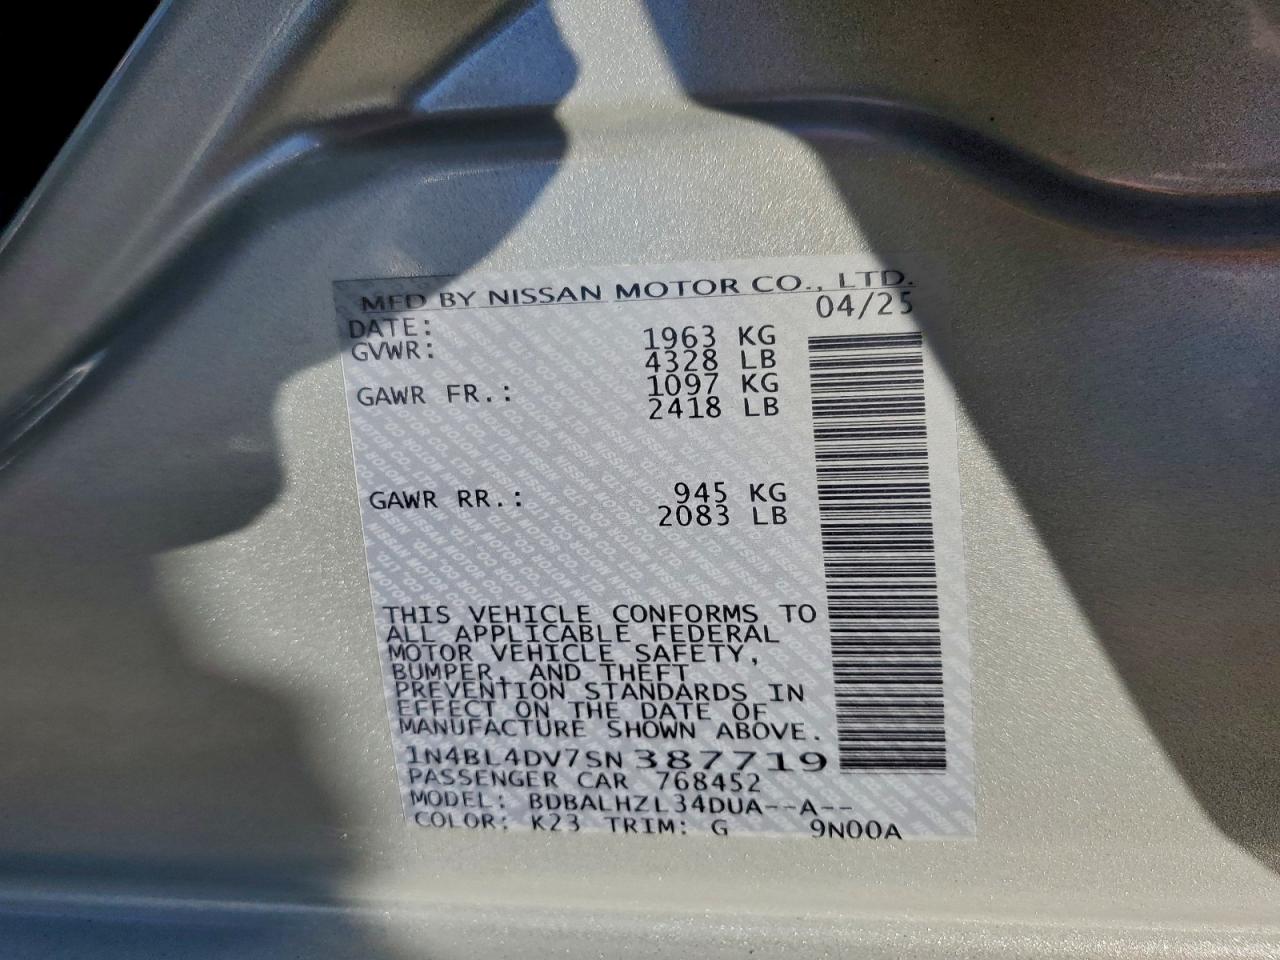 MFD BY NISSAN MOTOR CO., LTD.
DATE: 04/25
GVWR: 1963 KG
4328 LB
GAWR FR.: 1097 KG
2418 LB
GAWR RR.: 945 KG
2083 LB
THIS VEHICLE CONFORMS TO
ALL APPLICABLE FEDERAL
MOTOR VEHICLE SAFETY,
BUMPER, AND THEFT
PREVENTION STANDARDS IN
EFFECT ON THE DATE OF
MANUFACTURE SHOWN ABOVE.
1N4BL4DV7SN387719
PASSENGER CAR 768452
MODEL: BDBALHZL34DUA--A--
COLOR: K23 TRIM: G 9N00A